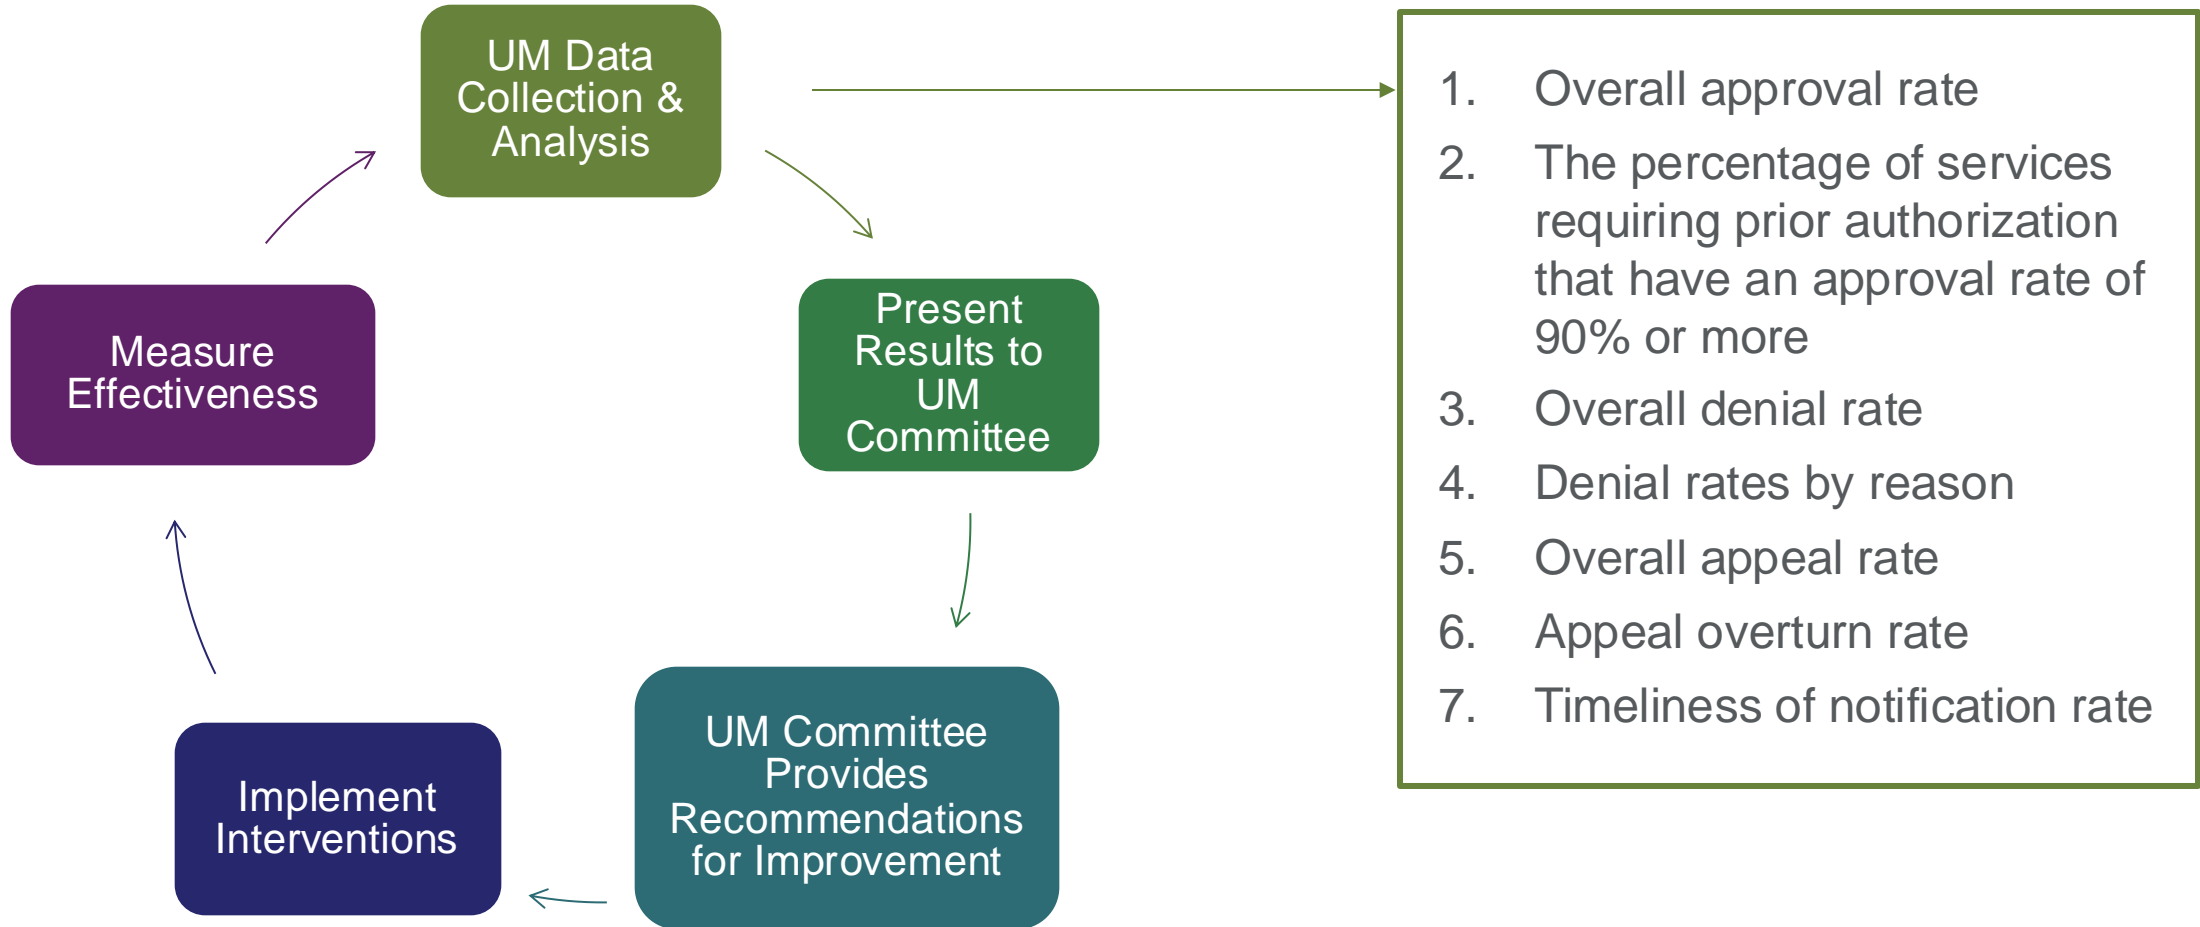 UM Data
Collection &
Analysis
Present
Results to
UM
Committee
UM Committee
Provides
Recommendations
for Improvement
Implement
Interventions
Measure
Effectiveness
1. Overall approval rate
2. The percentage of services
requiring prior authorization
that have an approval rate of
90% or more
3. Overall denial rate
4. Denial rates by reason
5. Overall appeal rate
6. Appeal overturn rate
7. Timeliness of notification rate